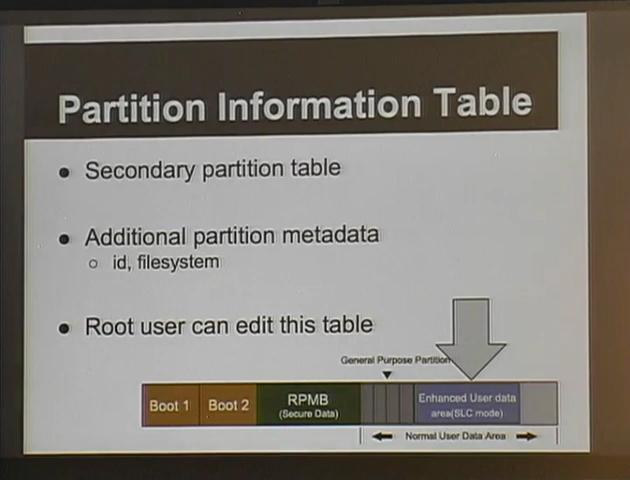 Partition Information Table
Secondary partition table
Additional partition metadata
id, filesystem
Root user can edit this table
General Purpose Partition
Boot 1
Boot 2
RPMB
(Secure Data)
Enhanced User data
area(SLC mode)
Normal User Data Area